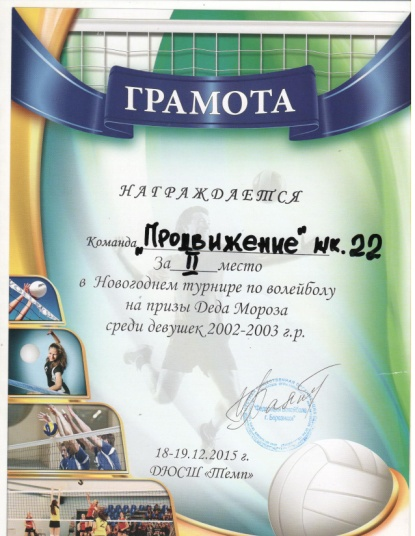 ГРАМОТА
НАГРАЖДАЕТСЯ
Команда „Продвижение" шк. 22
За II место
в Новогоднем турнире по волейболу
на призы Деда Мороза
среди девушек 2002-2003 г.р.
18-19.12.2015 г.
ДЮСШ «Темп»